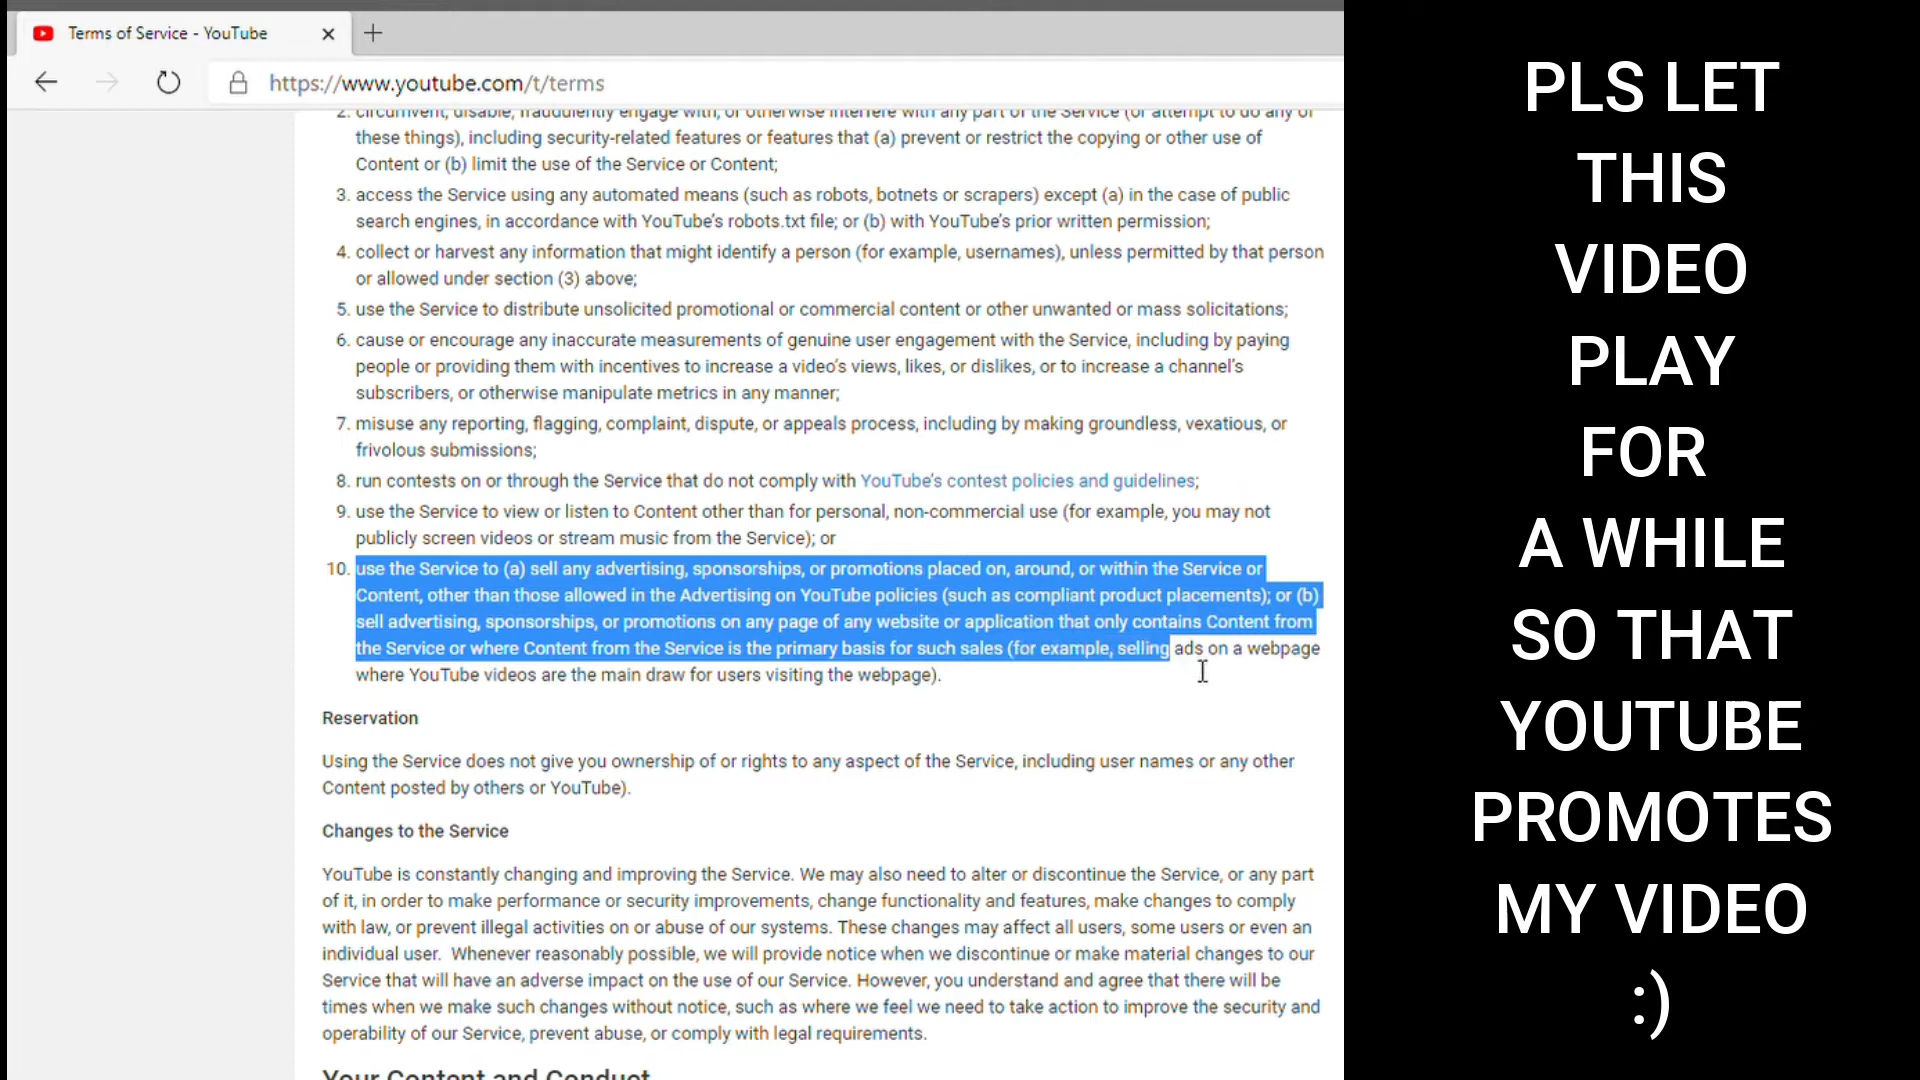 Terms of Service - YouTube
https://www.youtube.com/t/terms
2. circumvent, disable, fraudulently engage with, or otherwise interfere with any part of the Service (or attempt to do any of
these things), including security-related features or features that (a) prevent or restrict the copying or other use of
Content or (b) limit the use of the Service or Content;
3. access the Service using any automated means (such as robots, botnets or scrapers) except (a) in the case of public
search engines, in accordance with YouTube’s robots.txt file; or (b) with YouTube’s prior written permission;
4. collect or harvest any information that might identify a person (for example, usernames), unless permitted by that person
or allowed under section (3) above;
5. use the Service to distribute unsolicited promotional or commercial content or other unwanted or mass solicitations;
6. cause or encourage any inaccurate measurements of genuine user engagement with the Service, including by paying
people or providing them with incentives to increase a video’s views, likes, or dislikes, or to increase a channel’s
subscribers, or otherwise manipulate metrics in any manner;
7. misuse any reporting, flagging, complaint, dispute, or appeals process, including by making groundless, vexatious, or
frivolous submissions;
8. run contests on or through the Service that do not comply with YouTube’s contest policies and guidelines;
9. use the Service to view or listen to Content other than for personal, non-commercial use (for example, you may not
publicly screen videos or stream music from the Service); or
10. use the Service to (a) sell any advertising, sponsorships, or promotions placed on, around, or within the Service or
Content, other than those allowed in the Advertising on YouTube policies (such as compliant product placements); or (b)
sell advertising, sponsorships, or promotions on any page of any website or application that only contains Content from
the Service or where Content from the Service is the primary basis for such sales (for example, selling ads on a webpage
where YouTube videos are the main draw for users visiting the webpage).
Reservation
Using the Service does not give you ownership of or rights to any aspect of the Service, including user names or any other
Content posted by others or YouTube).
Changes to the Service
YouTube is constantly changing and improving the Service. We may also need to alter or discontinue the Service, or any part
of it, in order to make performance or security improvements, change functionality and features, make changes to comply
with law, or prevent illegal activities on or abuse of our systems. These changes may affect all users, some users or even an
individual user.  Whenever reasonably possible, we will provide notice when we discontinue or make material changes to our
Service that will have an adverse impact on the use of our Service. However, you understand and agree that there will be
times when we make such changes without notice, such as where we feel we need to take action to improve the security and
operability of our Service, prevent abuse, or comply with legal requirements.
Your Content and Conduct
PLS LET
THIS
VIDEO
PLAY
FOR
A WHILE
SO THAT
YOUTUBE
PROMOTES
MY VIDEO
:)